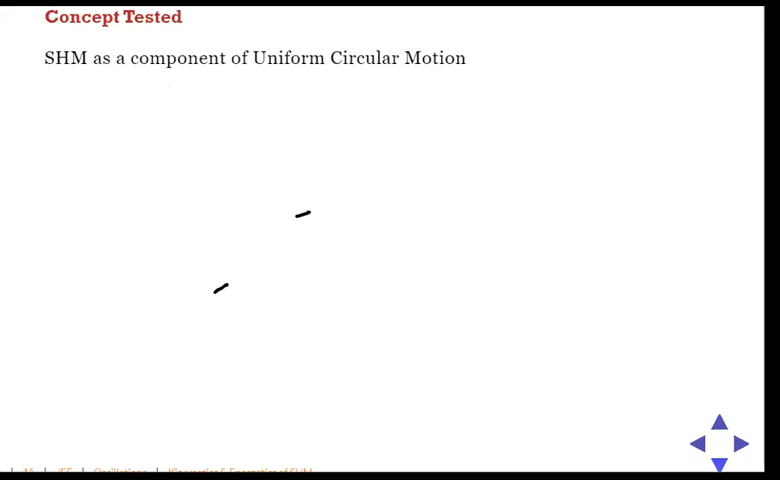 Concept Tested
SHM as a component of Uniform Circular Motion